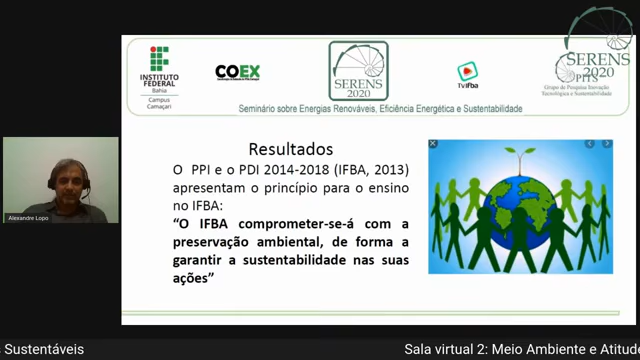 INSTITUTO
FEDERAL
Bahia
Campus
Camaçari
COEX
SERENS
2020
TVifba
SERENS
2020
PITS
Grupo de Pesquisa Inovação
Tecnológica e Sustentabilidade
Seminário sobre Energias Renováveis, Eficiência Energética e Sustentabilidade
Resultados
O PPI e o PDI 2014-2018 (IFBA, 2013)
apresentam o princípio para o ensino
no IFBA:
“O IFBA comprometer-se-á com a
preservação ambiental, de forma a
garantir a sustentabilidade nas suas
ações”
Alexandre Lopo
s Sustentáveis
Sala virtual 2: Meio Ambiente e Atitude